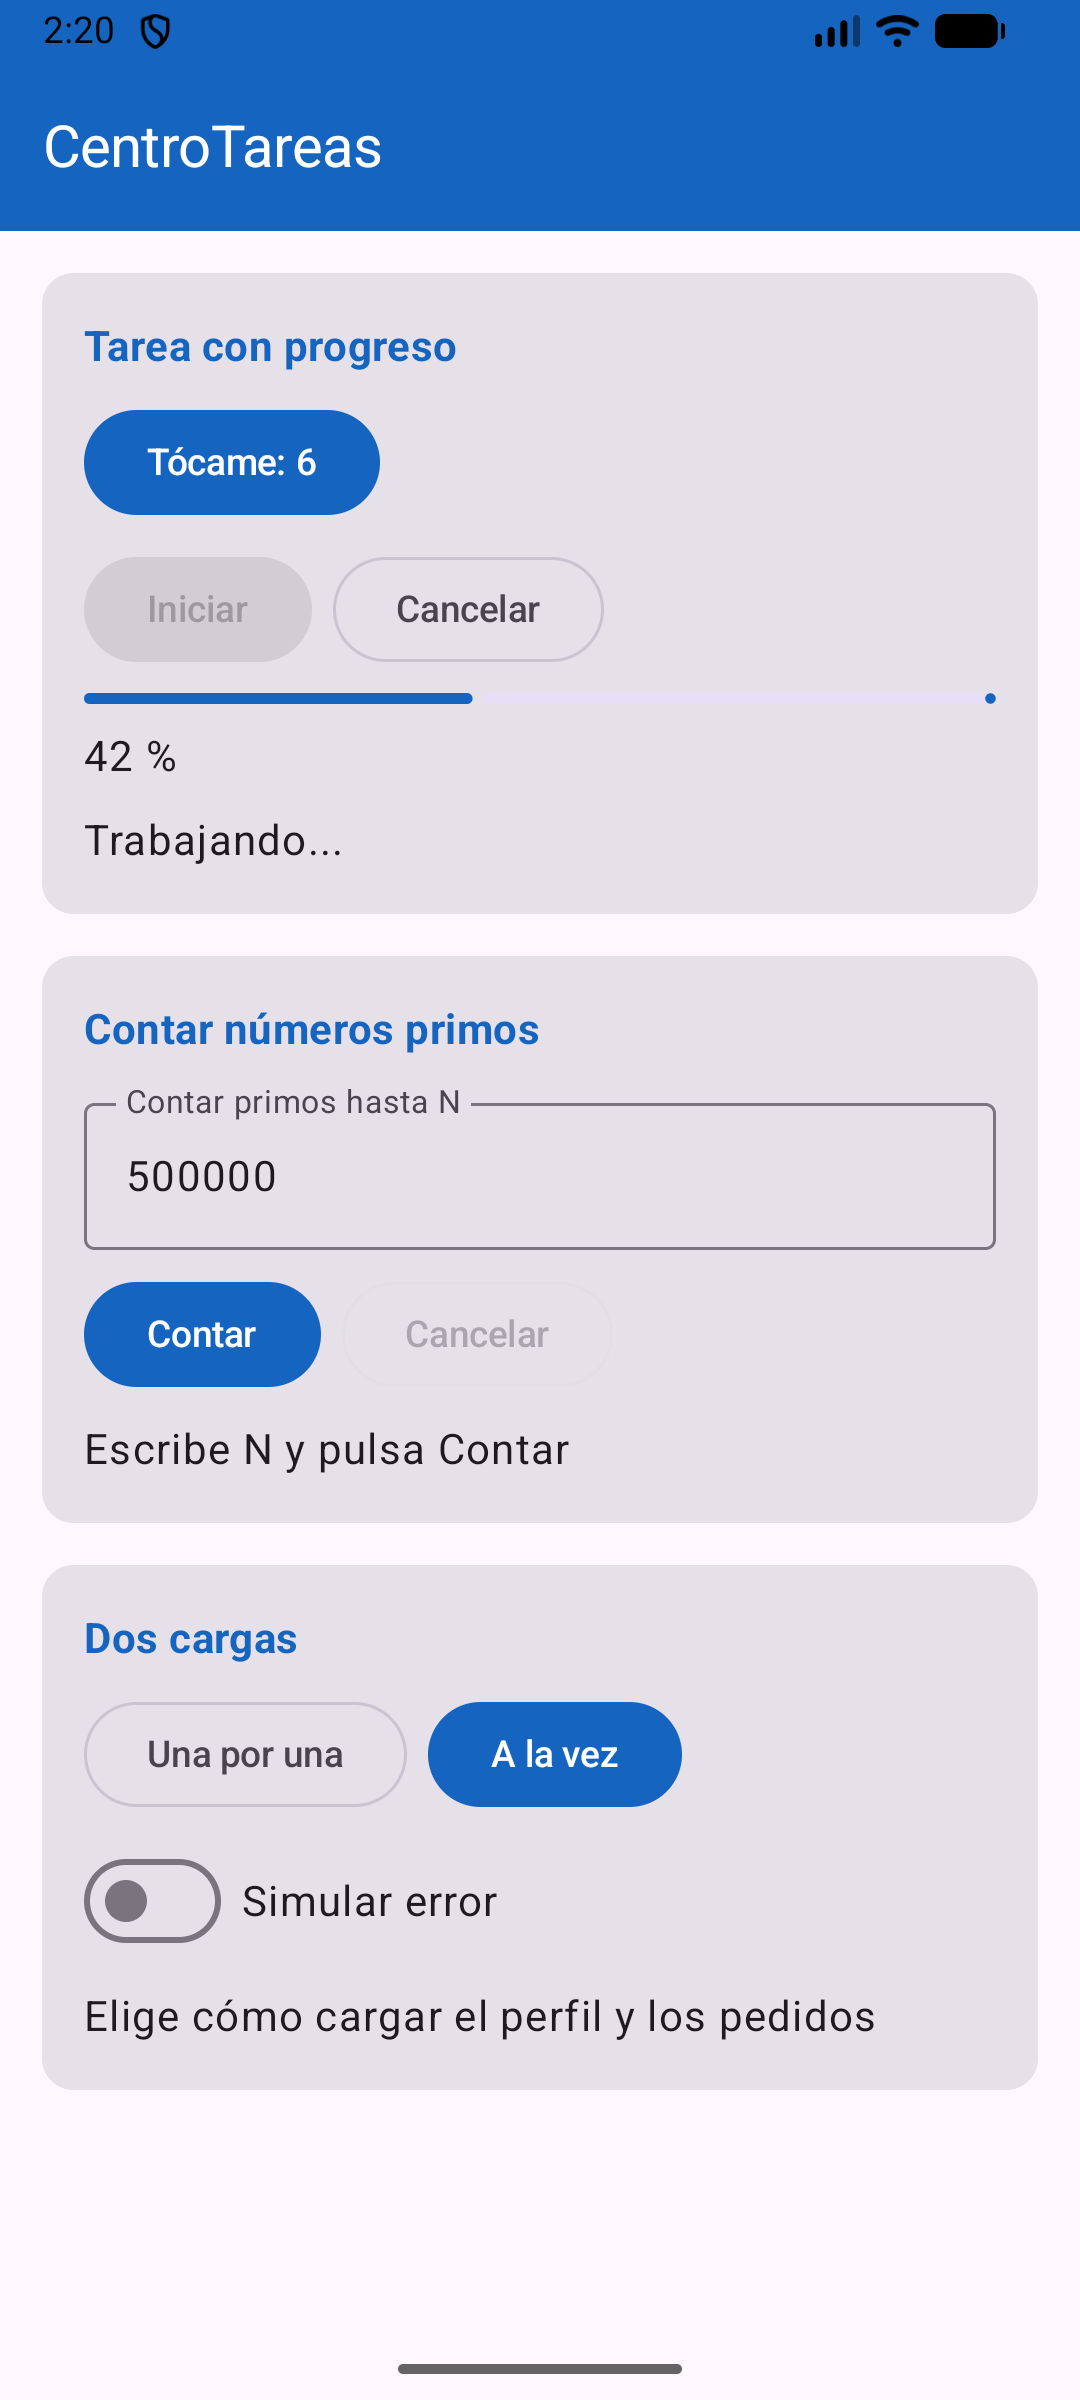 2:20
CentroTareas
Tarea con progreso
Tócame: 6
Iniciar
Cancelar
42 %
Trabajando...
Contar números primos
Contar primos hasta N
500000
Contar
Cancelar
Escribe N y pulsa Contar
Dos cargas
Una por una
A la vez
Simular error
Elige cómo cargar el perfil y los pedidos